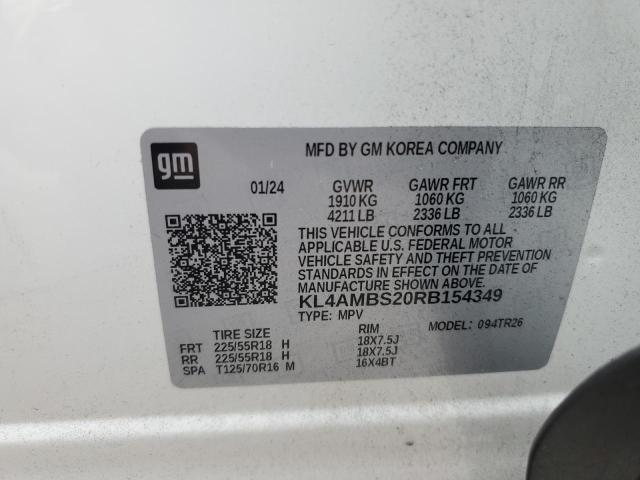 gm
MFD BY GM KOREA COMPANY
01/24 GVWR GAWR FRT GAWR RR
1910 KG 1060 KG 1060 KG
4211 LB 2336 LB 2336 LB
THIS VEHICLE CONFORMS TO ALL
APPLICABLE U.S. FEDERAL MOTOR
VEHICLE SAFETY AND THEFT PREVENTION
STANDARDS IN EFFECT ON THE DATE
OF MANUFACTURE SHOWN ABOVE.
KL4AMBS20RB154349
TYPE: MPV MODEL: 094TR26
TIRE SIZE RIM
FRT 225/55R18 H 18X7.5J
RR 225/55R18 H 18X7.5J
SPA T125/70R16 M 16X4BT